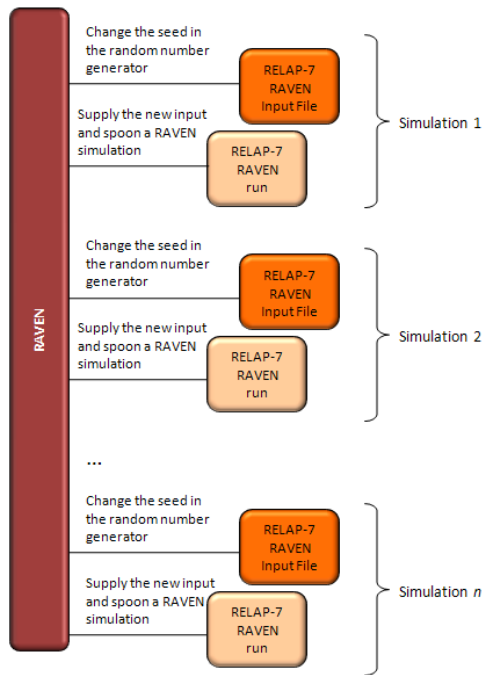 RAVEN
Change the seed in
the random number
generator
RELAP-7
RAVEN
Input File
Supply the new input
and spoon a RAVEN
simulation
RELAP-7
RAVEN
run
Simulation 1
Change the seed in
the random number
generator
RELAP-7
RAVEN
Input File
Supply the new input
and spoon a RAVEN
simulation
RELAP-7
RAVEN
run
Simulation 2
...
Change the seed in
the random number
generator
RELAP-7
RAVEN
Input File
Supply the new input
and spoon a RAVEN
simulation
RELAP-7
RAVEN
run
Simulation n